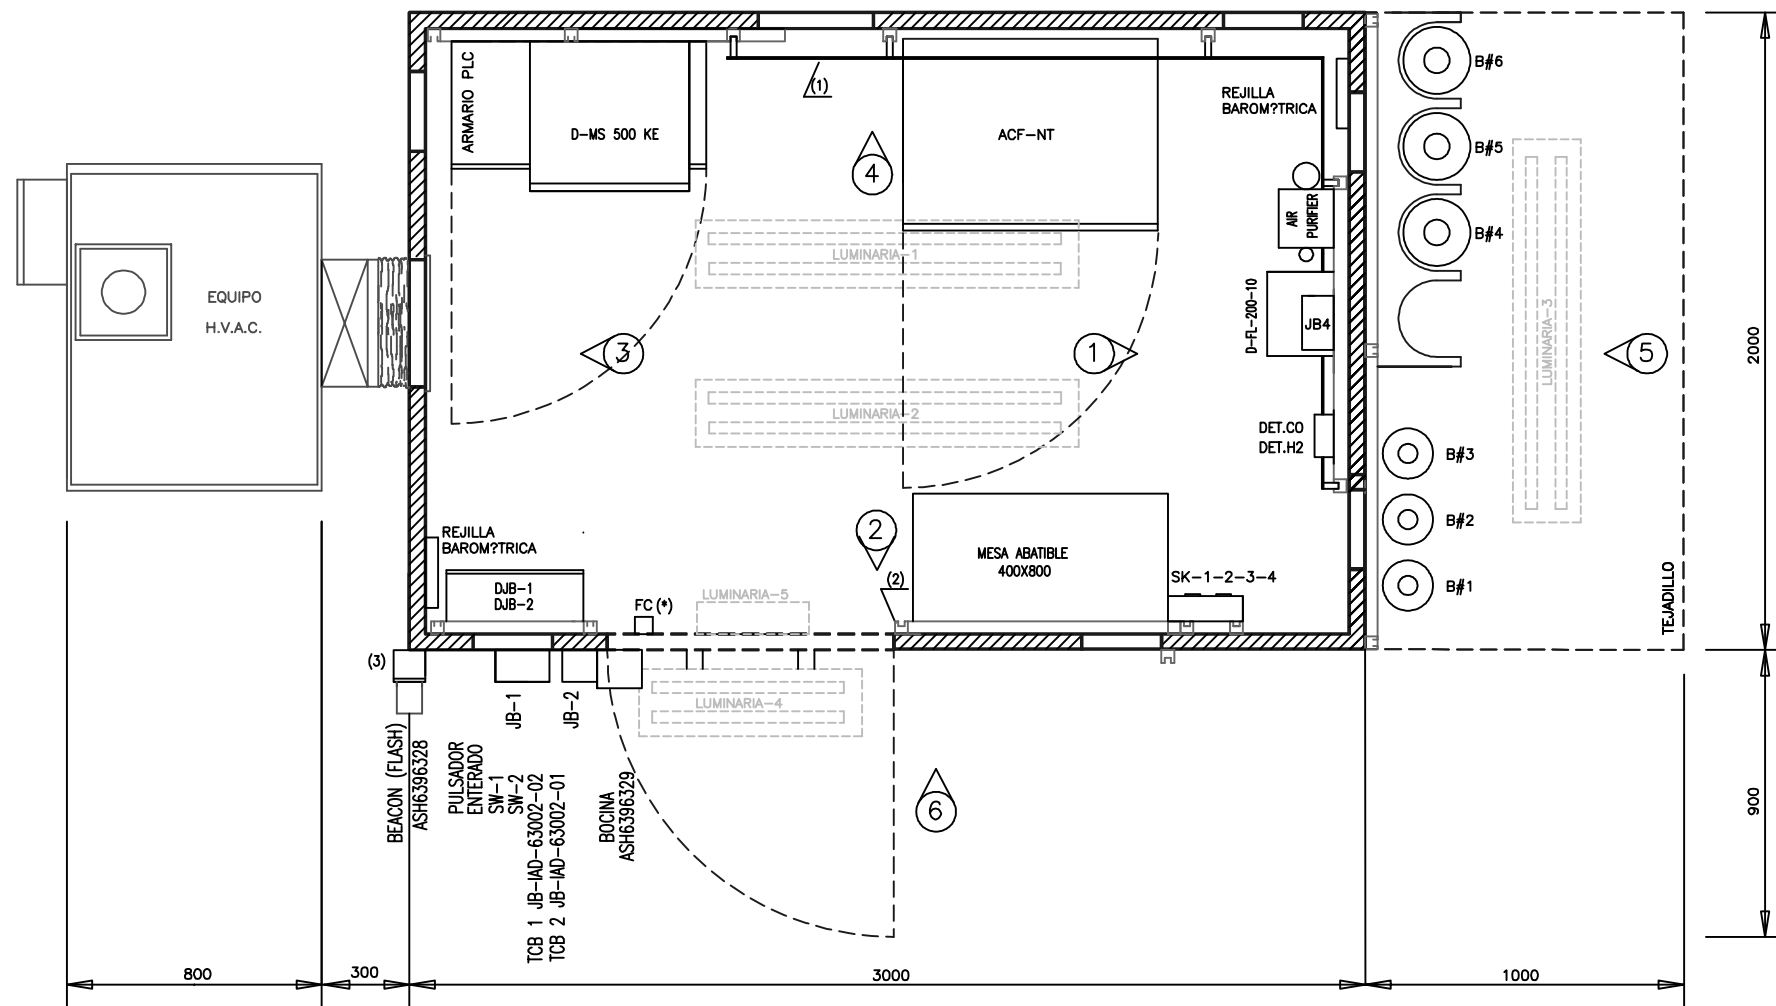 ARMARIO PLC
D-MS 500 KE
(1)
ACF-NT
REJILLA
BAROM?TRICA
B#6
B#5
B#4
4
AIR
PURIFIER
LUMINARIA-1
EQUIPO
H.V.A.C.
D-FL-200-10
JB4
LUMINARIA-3
3
1
5
2000
LUMINARIA-2
DET.CO
DET.H2
B#3
B#2
B#1
REJILLA
BAROM?TRICA
2
MESA ABATIBLE
400X800
(2)
SK-1-2-3-4
DJB-1
DJB-2
FC (*)
LUMINARIA-5
TEJADILLO
(3)
JB-1
JB-2
LUMINARIA-4
BEACON (FLASH)
ASH6396328
PULSADOR
ENTERADO
SW-1
SW-2
TCB 1 JB-IAD-63002-02
TCB 2 JB-IAD-63002-01
BOCINA
ASH6396329
6
900
800
300
3000
1000